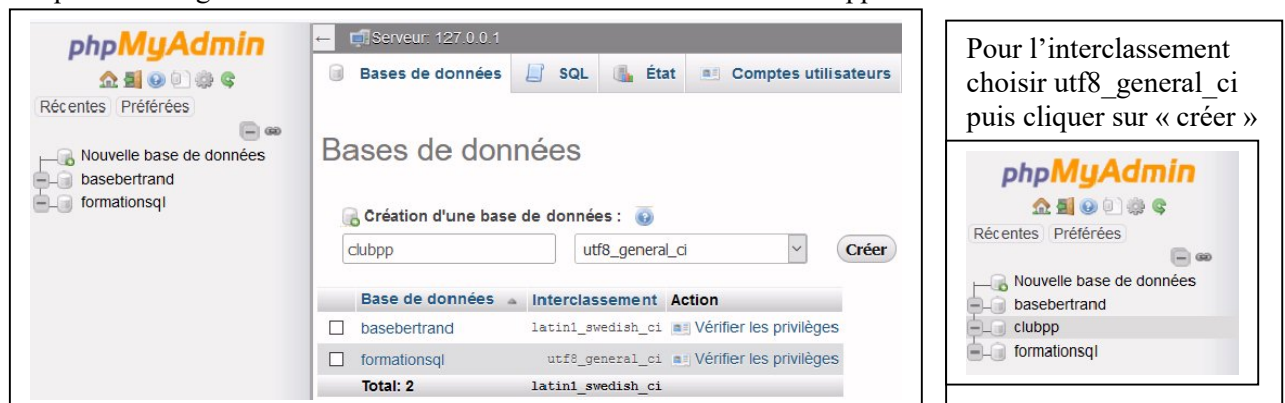 phpMyAdmin
Récentes Préférées
Nouvelle base de données
basebertrand
formationsql
Serveur: 127.0.0.1
Bases de données SQL État Comptes utilisateurs
Bases de données
Création d'une base de données :
clubpp utf8_general_ci Créer
Base de données Interclassement Action
basebertrand latin1_swedish_ci Vérifier les privilèges
formationsql utf8_general_ci Vérifier les privilèges
Total: 2 latin1_swedish_ci
Pour l’interclassement
choisir utf8_general_ci
puis cliquer sur « créer »
phpMyAdmin
Récentes Préférées
Nouvelle base de données
basebertrand
clubpp
formationsql